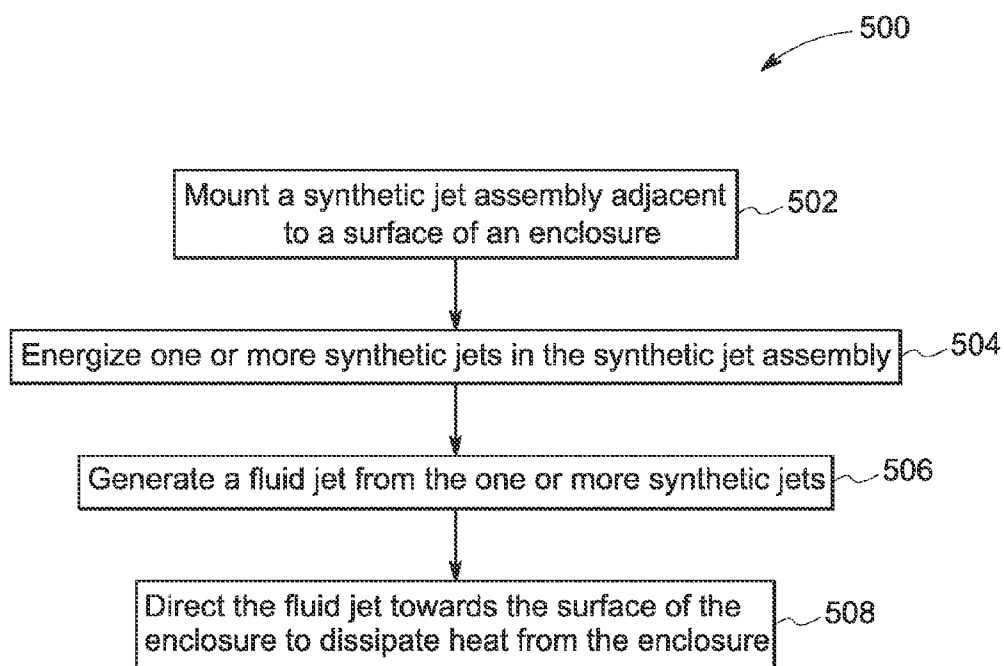 500
Mount a synthetic jet assembly adjacent
to a surface of an enclosure
502
Energize one or more synthetic jets in the synthetic jet assembly
504
Generate a fluid jet from the one or more synthetic jets
506
Direct the fluid jet towards the surface of the
enclosure to dissipate heat from the enclosure
508